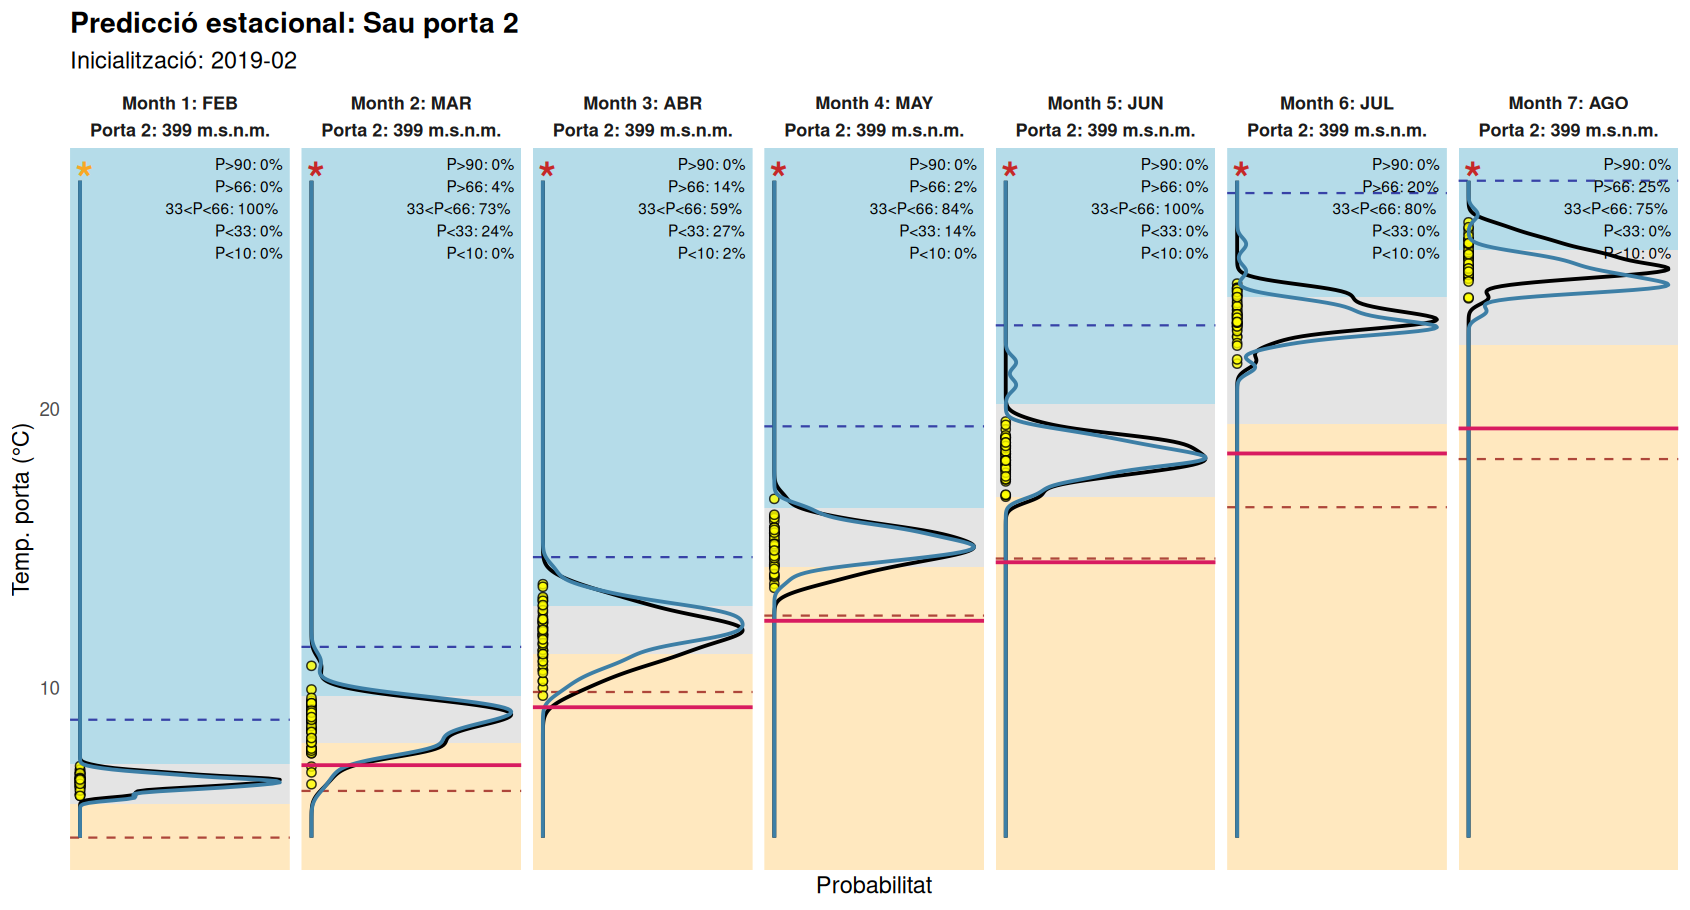 Predicció estacional: Sau porta 2
Inicialització: 2019-02
Month 1: FEB
Porta 2: 399 m.s.n.m.
Month 2: MAR
Porta 2: 399 m.s.n.m.
Month 3: ABR
Porta 2: 399 m.s.n.m.
Month 4: MAY
Porta 2: 399 m.s.n.m.
Month 5: JUN
Porta 2: 399 m.s.n.m.
Month 6: JUL
Porta 2: 399 m.s.n.m.
Month 7: AGO
Porta 2: 399 m.s.n.m.
*
P>90: 0%
P>66: 0%
33<P<66: 100%
P<33: 0%
P<10: 0%
*
P>90: 0%
P>66: 4%
33<P<66: 73%
P<33: 24%
P<10: 0%
*
P>90: 0%
P>66: 14%
33<P<66: 59%
P<33: 27%
P<10: 2%
*
P>90: 0%
P>66: 2%
33<P<66: 84%
P<33: 14%
P<10: 0%
*
P>90: 0%
P>66: 0%
33<P<66: 100%
P<33: 0%
P<10: 0%
*
P>90: 0%
P>66: 20%
33<P<66: 80%
P<33: 0%
P<10: 0%
*
P>90: 0%
P>66: 25%
33<P<66: 75%
P<33: 0%
P<10: 0%
20
10
Temp. porta (°C)
Probabilitat